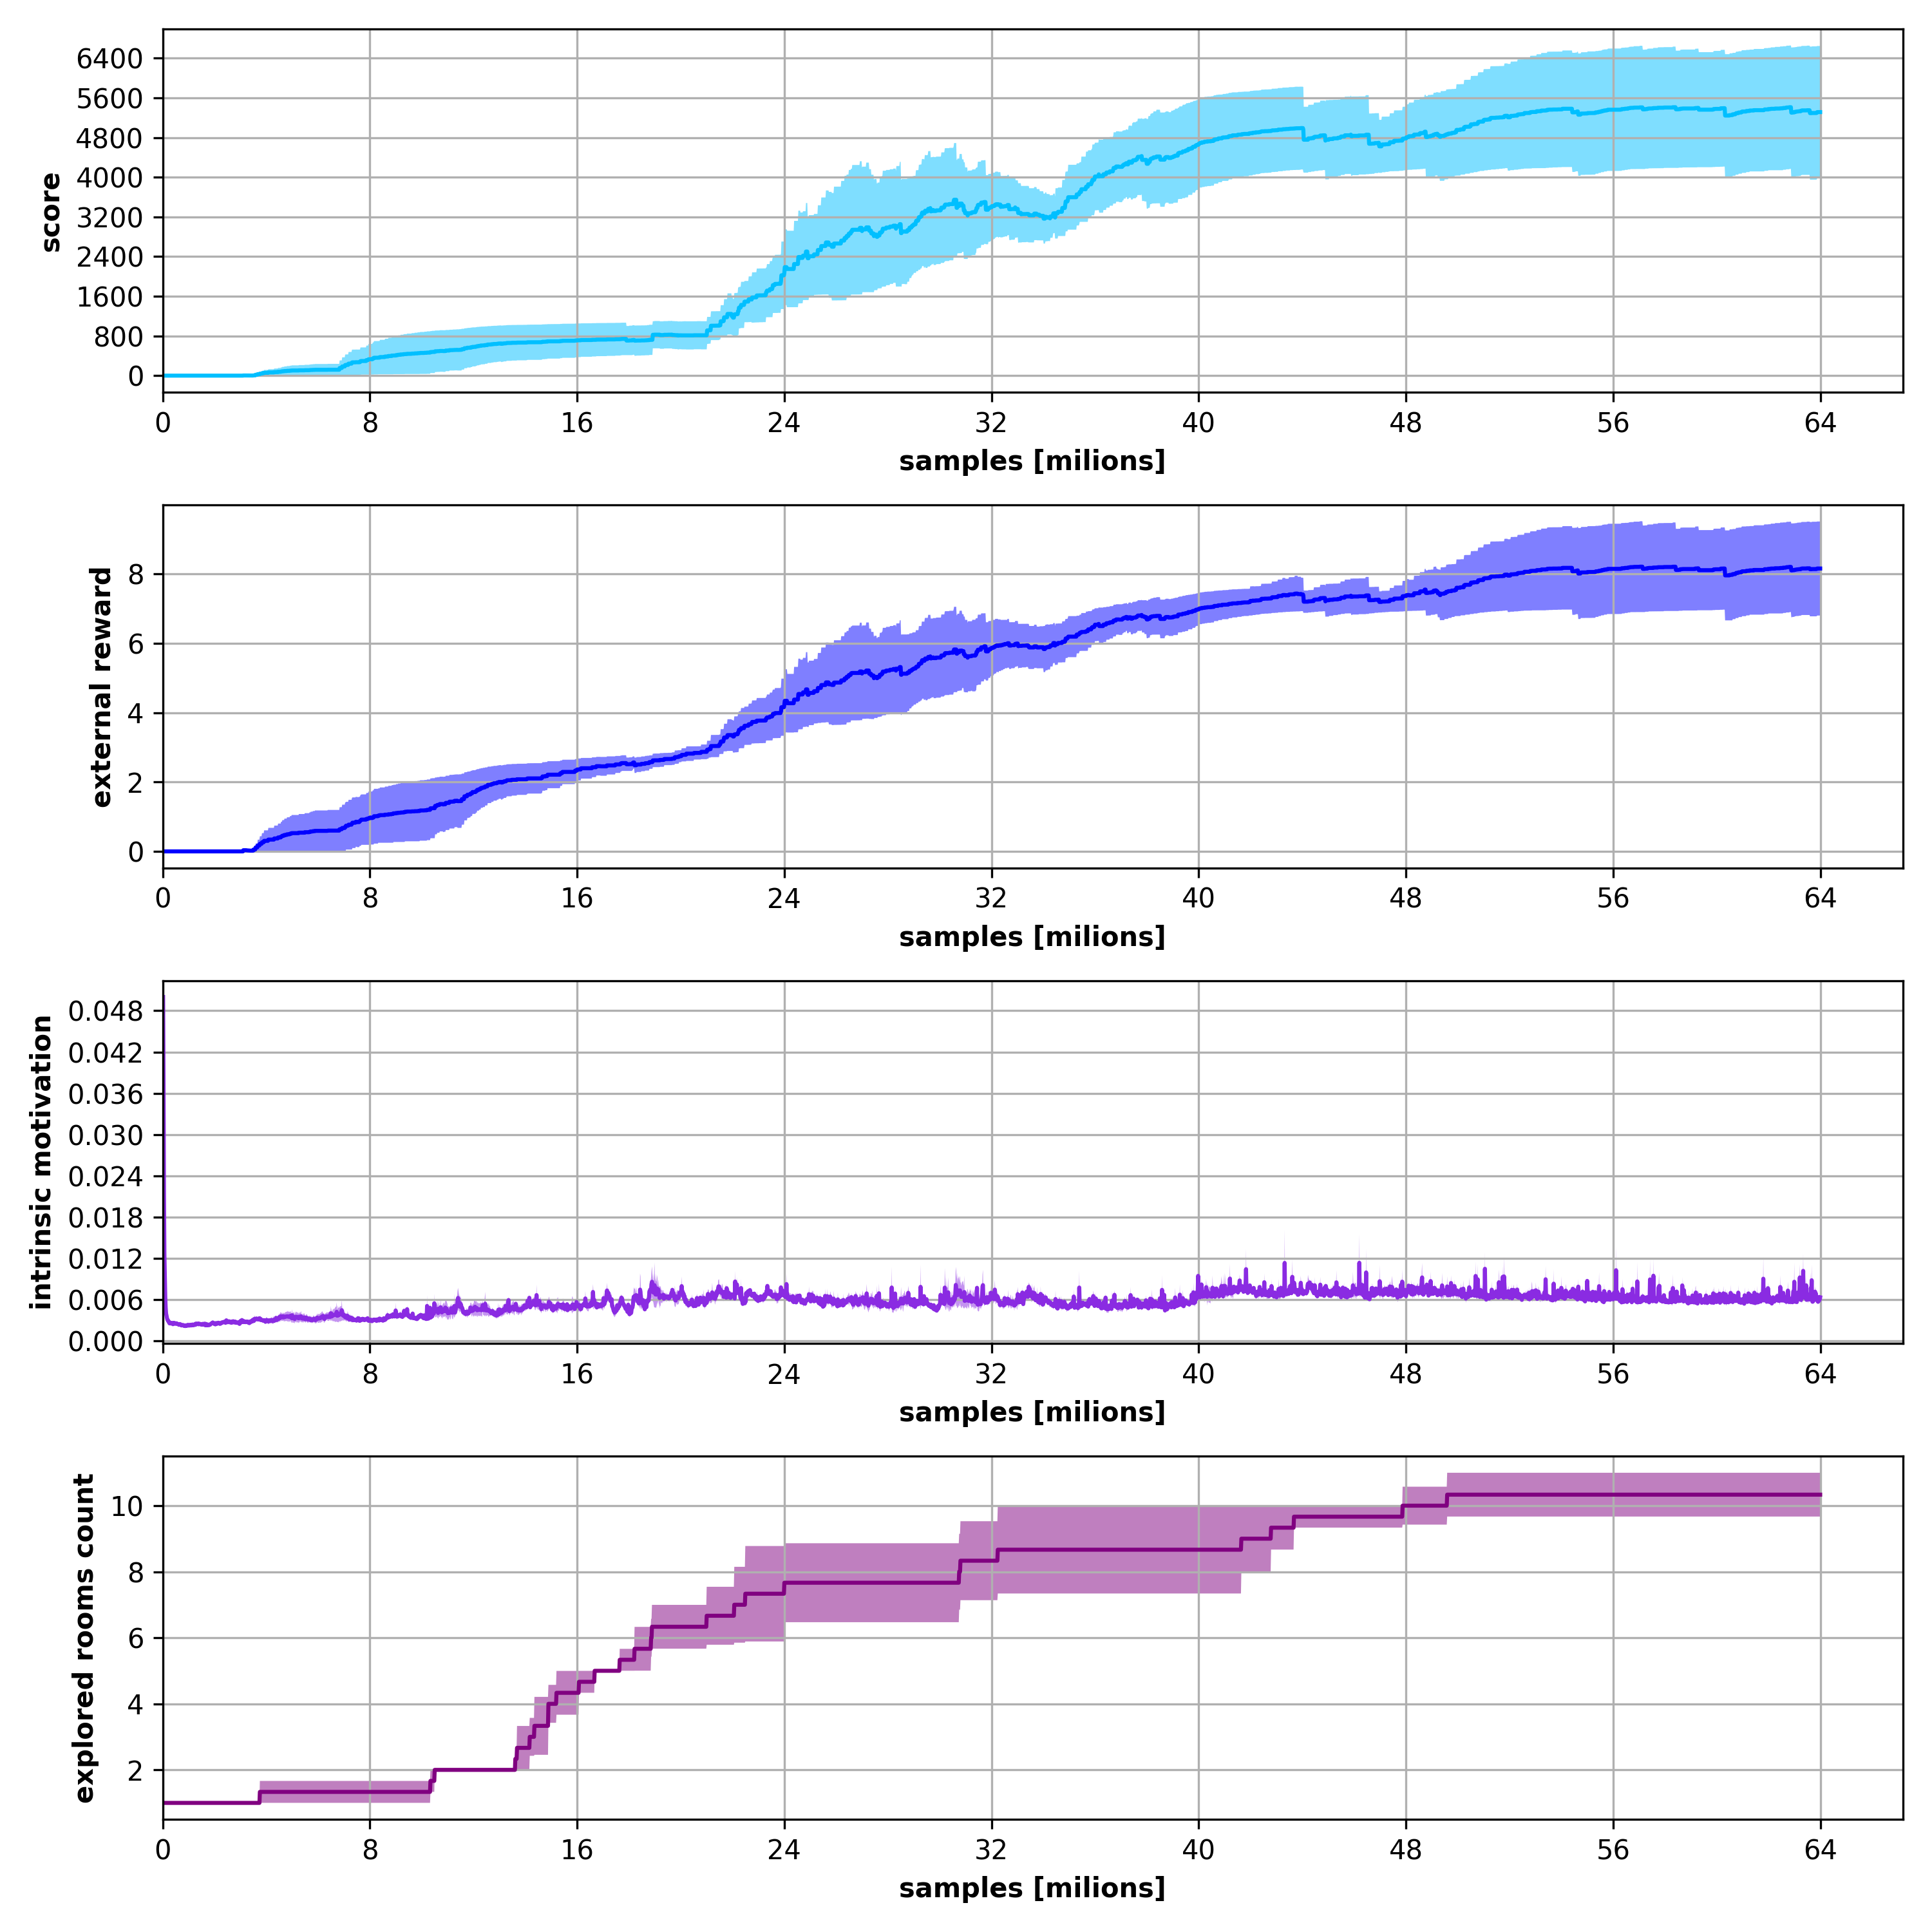 score
6400
5600
4800
4000
3200
2400
1600
800
0
0 8 16 24 32 40 48 56 64
samples [milions]
external reward
8
6
4
2
0
0 8 16 24 32 40 48 56 64
samples [milions]
intrinsic motivation
0.048
0.042
0.036
0.030
0.024
0.018
0.012
0.006
0.000
0 8 16 24 32 40 48 56 64
samples [milions]
explored rooms count
10
8
6
4
2
0 8 16 24 32 40 48 56 64
samples [milions]